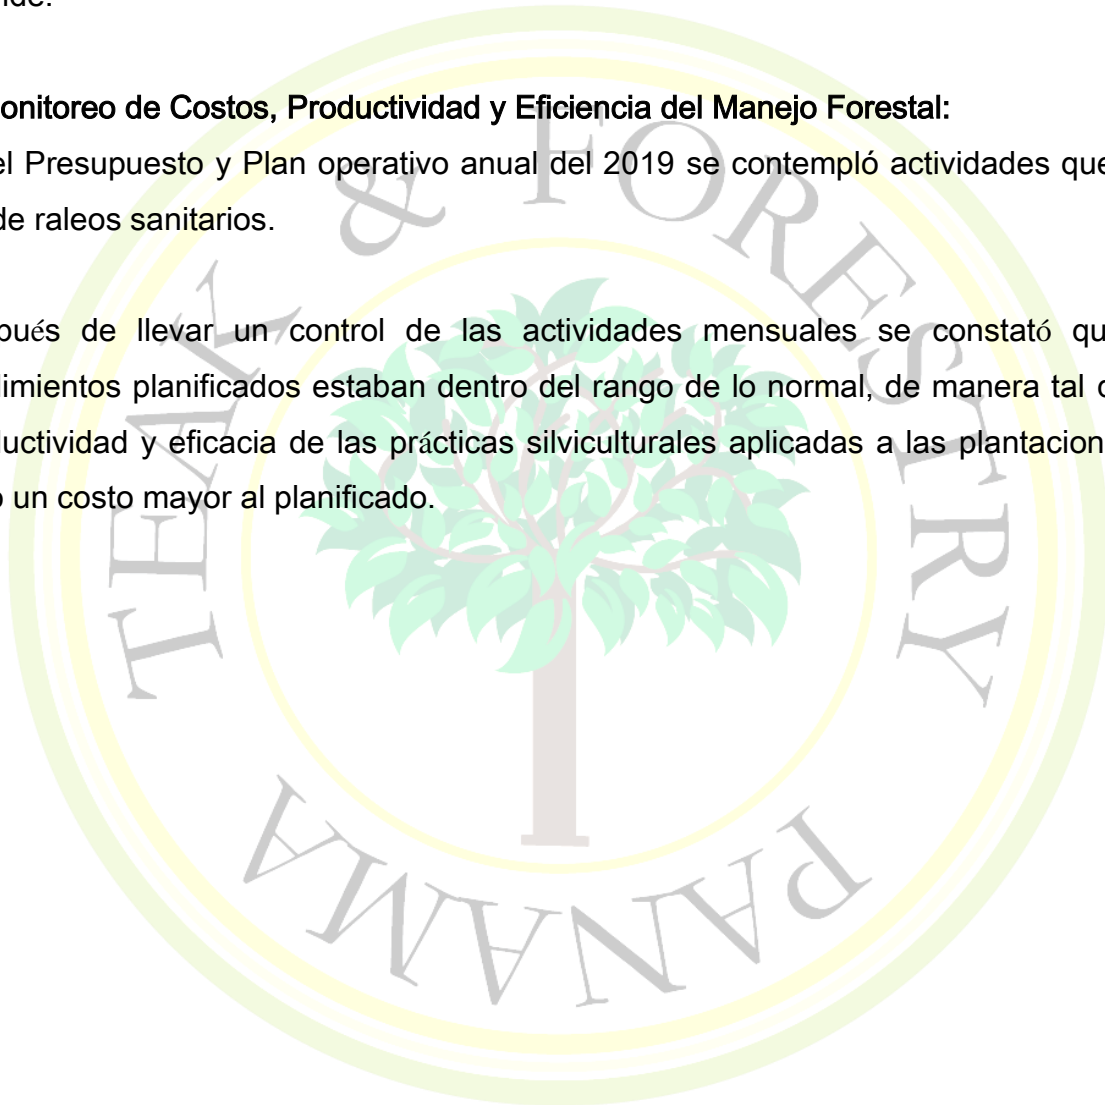 nde.
onitoreo de Costos, Productividad y Eficiencia del Manejo Forestal:
el Presupuesto y Plan operativo anual del 2019 se contempló actividades que
de raleos sanitarios.
pués de llevar un control de las actividades mensuales se constató qu
dimientos planificados estaban dentro del rango de lo normal, de manera tal
uctividad y eficacia de las prácticas silviculturales aplicadas a las plantacion
o un costo mayor al planificado.
TEAK & FORESTRY
PANAMA